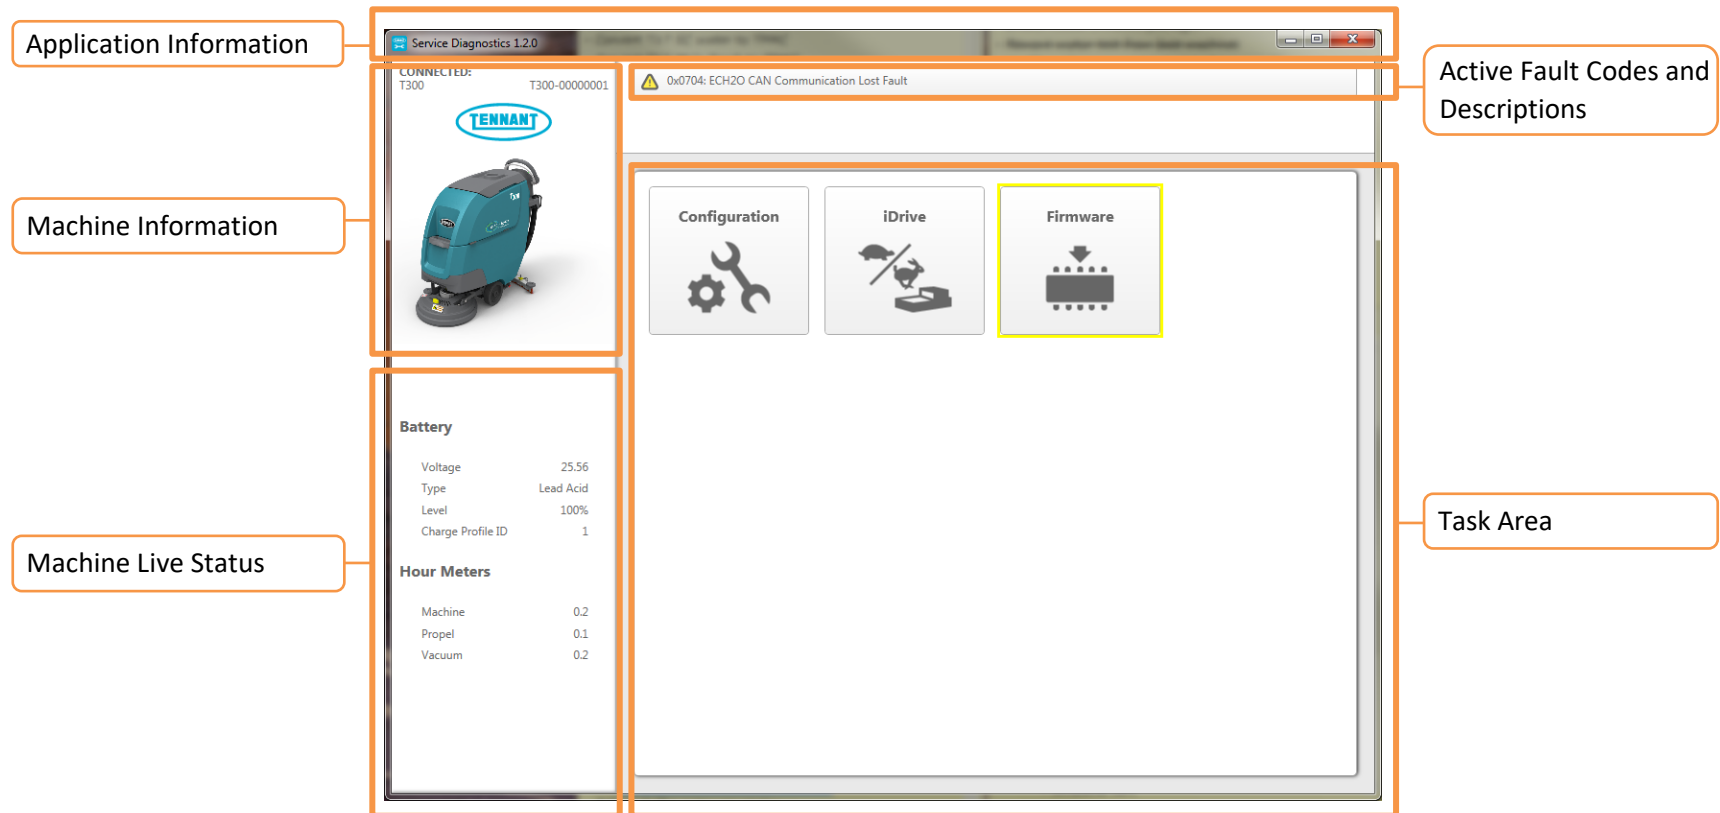 Application Information
Service Diagnostics 1.2.0
CONNECTED:
T300 T300-00000001
0x0704: ECH2O CAN Communication Lost Fault
Active Fault Codes and
Descriptions
TENNANT
Machine Information
Configuration
iDrive
Firmware
Battery
Voltage 25.56
Type Lead Acid
Level 100%
Charge Profile ID 1
Machine Live Status
Hour Meters
Machine 0.2
Propel 0.1
Vacuum 0.2
Task Area